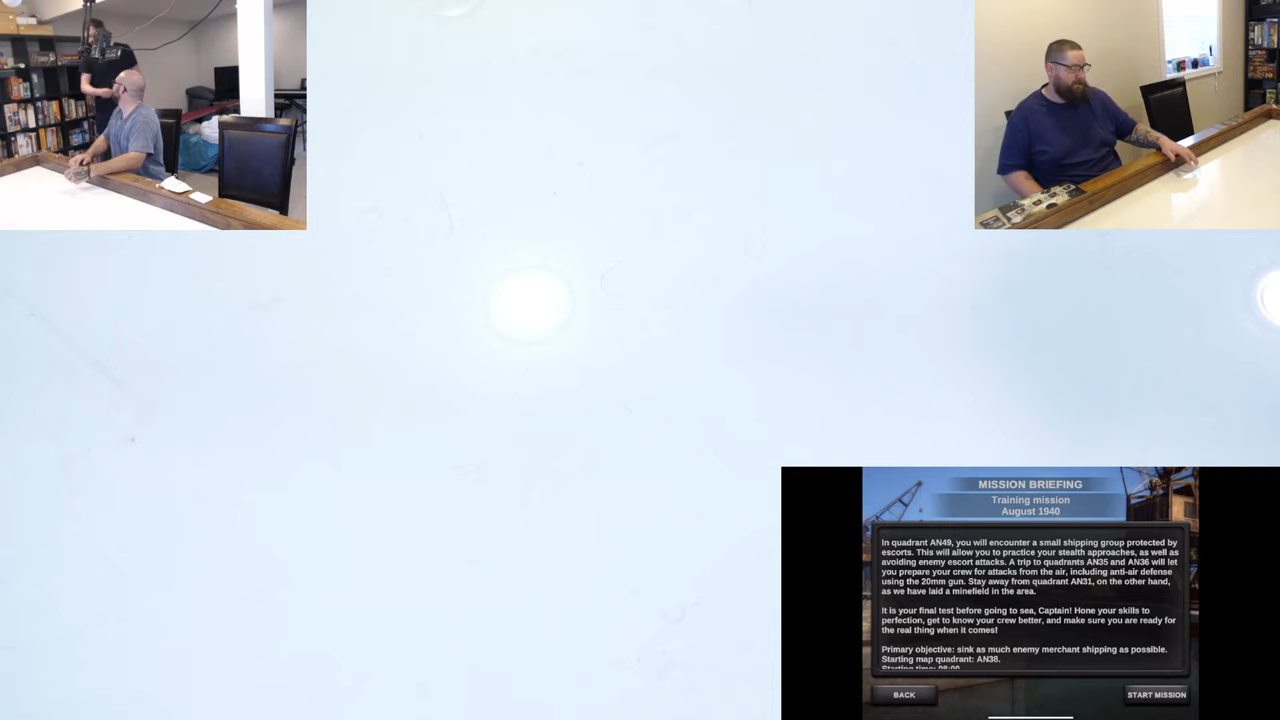 MISSION BRIEFING
Training mission
August 1940
In quadrant AN49, you will encounter a small shipping group protected by
escorts. This will allow you to practice your stealth approaches, as well as
avoiding enemy escort attacks. A trip to quadrants AN35 and AN36 will let
you prepare your crew for attacks from the air, including anti-air defense
using the 20mm gun. Stay away from quadrant AN31, on the other hand,
as we have laid a minefield in the area.
It is your final test before going to sea, Captain! Hone your skills to
perfection, get to know your crew better, and make sure you are ready for
the real thing when it comes!
Primary objective: sink as much enemy merchant shipping as possible.
Starting map quadrant: AN38.
Starting time: 08:00
BACK
START MISSION